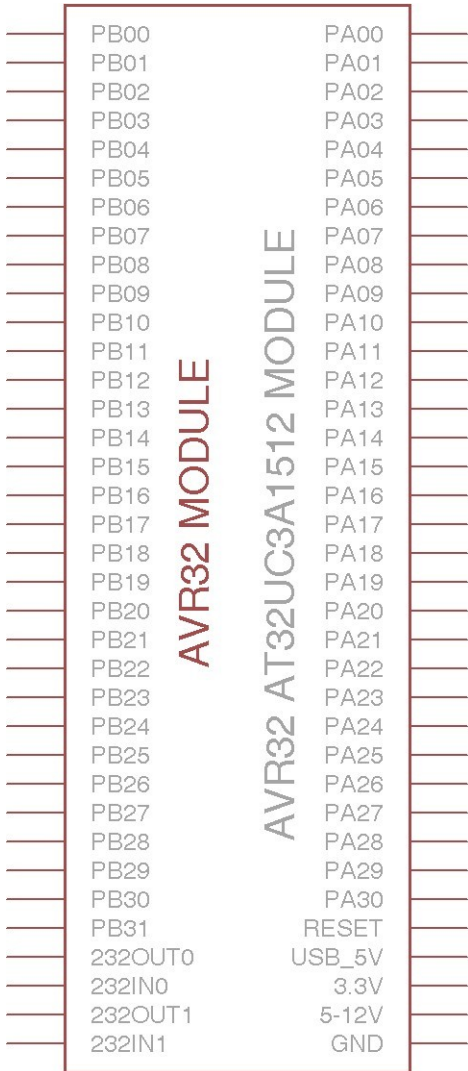 PB00 PA00
PB01 PA01
PB02 PA02
PB03 PA03
PB04 PA04
PB05 PA05
PB06 PA06
PB07 PA07
PB08 PA08
PB09 PA09
PB10 PA10
PB11 PA11
PB12 PA12
PB13 PA13
PB14 PA14
PB15 PA15
PB16 PA16
PB17 PA17
PB18 PA18
PB19 PA19
PB20 PA20
PB21 PA21
PB22 PA22
PB23 PA23
PB24 PA24
PB25 PA25
PB26 PA26
PB27 PA27
PB28 PA28
PB29 PA29
PB30 PA30
PB31 RESET
232OUT0 USB_5V
232IN0 3.3V
232OUT1 5-12V
232IN1 GND
AVR32 MODULE
AVR32 AT32UC3A1512 MODULE